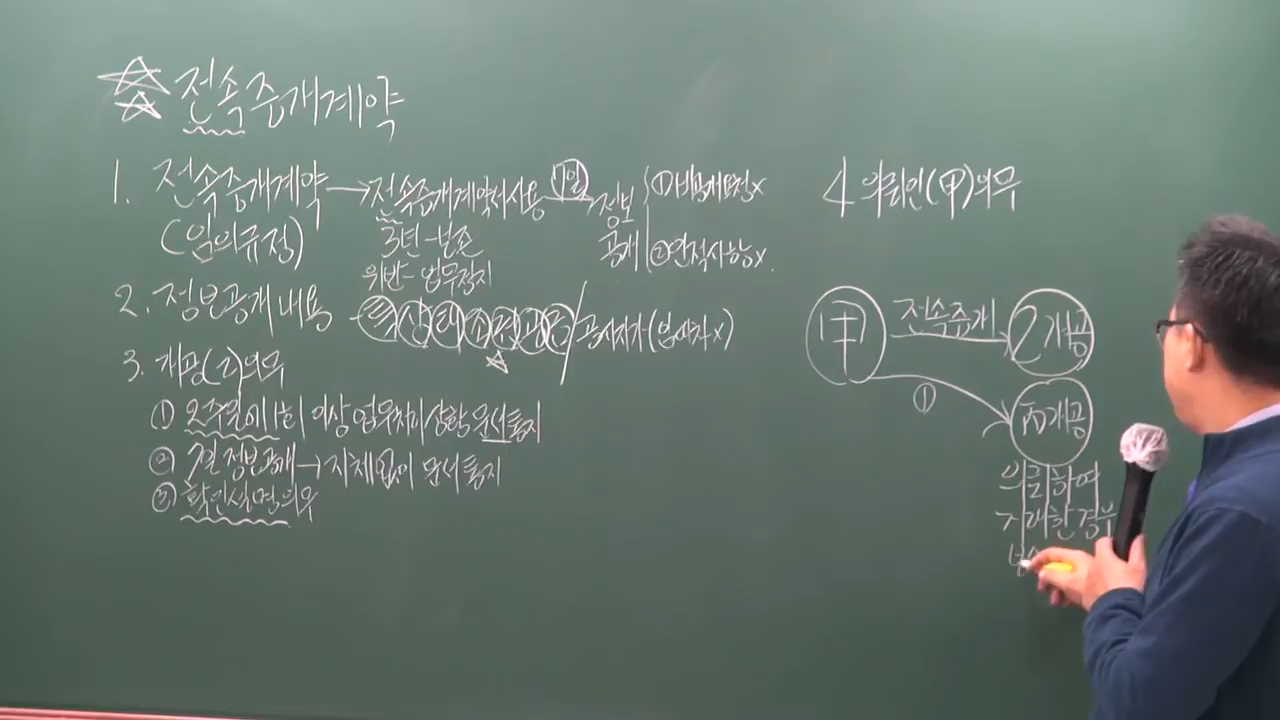 전속중개계약
1. 전속중개계약 → 전속중개계약서사용 7일 → 정보공개 ①비공개요청x
(임의규정) 3년-보존 ②인적사항x
위반-업무정지
2. 정보공개내용 공시지가(임대차x)
3. 개공(乙)의무
① 2주일에 1회 이상 업무처리상황 문서통지
② 7일 정보공개 → 지체없이 문서통지
③ 확인설명의무
4 의뢰인(甲)의무
甲 전속중개 → 乙개공
① 丙개공
의뢰하여
거래한경우